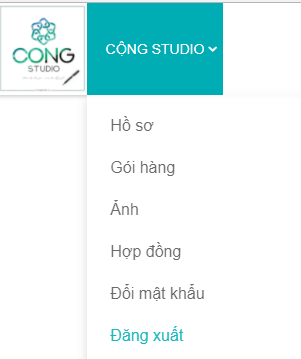 CONG
STUDIO
CỘNG STUDIO
Hồ sơ
Gói hàng
Ảnh
Hợp đồng
Đổi mật khẩu
Đăng xuất